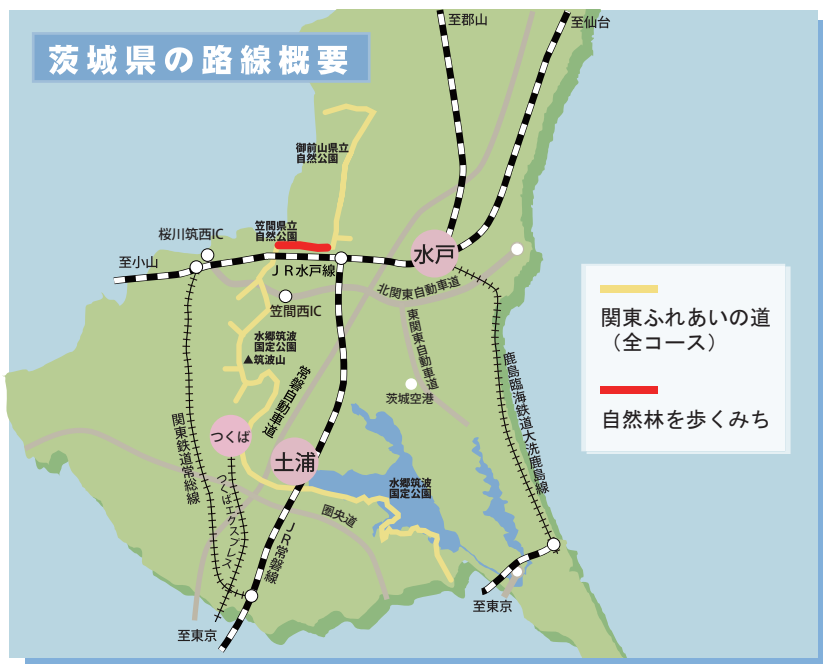 茨城県の路線概要
至郡山
至仙台
御前山県立
自然公園
笠間県立
自然公園
桜川筑西IC
至小山
水戸
JR水戸線
笠間西IC
北関東自動車道
東関東自動車道
水郷筑波
国定公園
▲筑波山
常磐自動車道
茨城空港
鹿島臨海鉄道大洗鹿島線
つくば
土浦
関東鉄道常総線
つくばエクスプレス
水郷筑波
国定公園
圏央道
JR常磐線
至東京
至東京
関東ふれあいの道
（全コース）
自然林を歩くみち